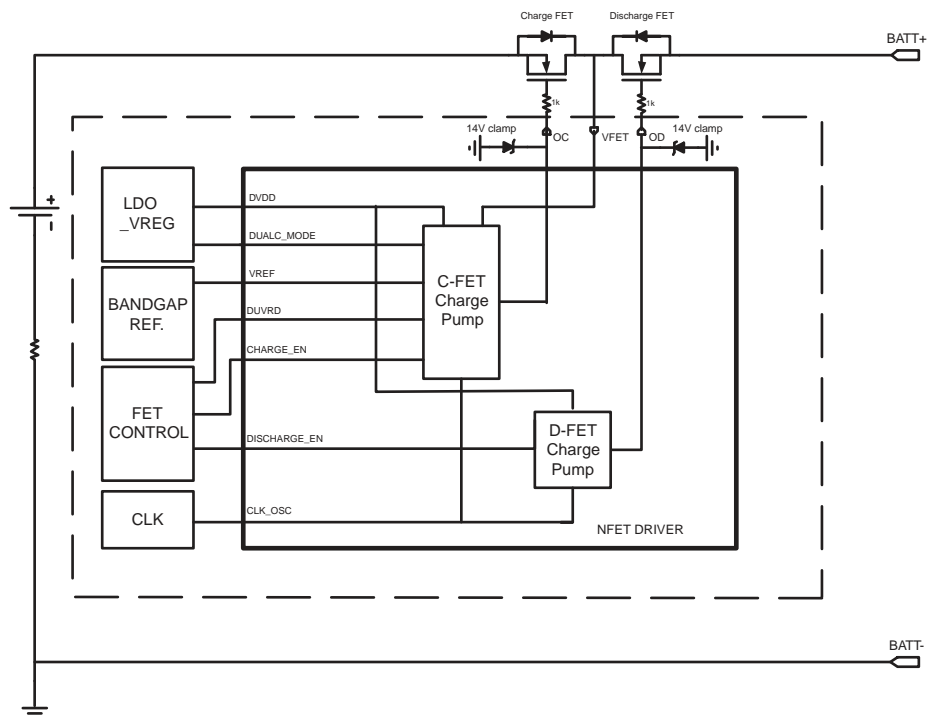 Charge FET
Discharge FET
BATT+
1k
1k
14V clamp
OC
VFET
OD
14V clamp
+
-
LDO
_VREG
DVDD
DUALC_MODE
BANDGAP
REF.
VREF
DUVRD
CHARGE_EN
C-FET
Charge
Pump
FET
CONTROL
DISCHARGE_EN
D-FET
Charge
Pump
CLK
CLK_OSC
NFET DRIVER
BATT-